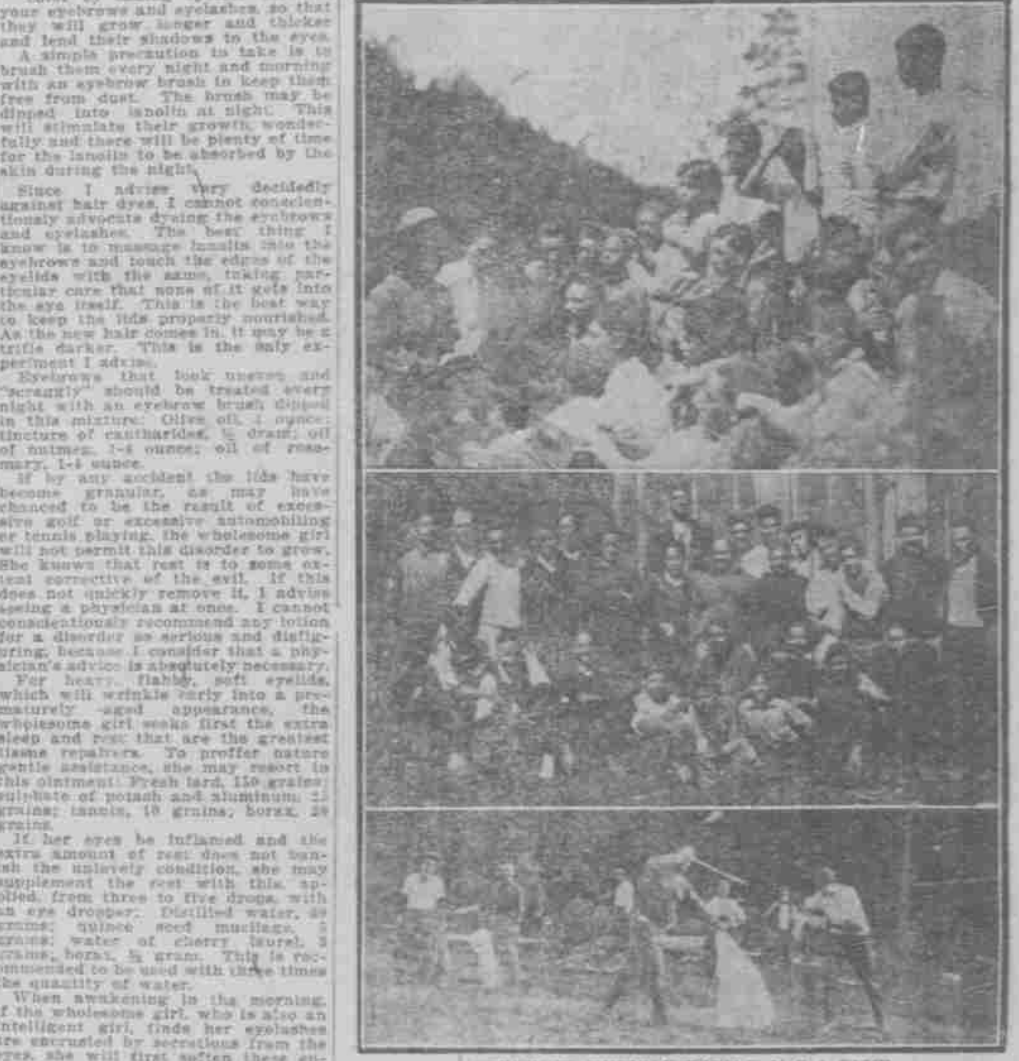 your eyebrows and eyelashes, so that
they will grow longer and thicker
and lend their shadows to the eyes.
A simple precaution to take is to
brush them every night and morning
with an eyebrow brush to keep them
free from dust. The brush may be
dipped into lanolin at night. This
will stimulate their growth wonder-
fully and there will be plenty of time
for the lanolin to be absorbed by the
skin during the night.
Since I advise very decidedly
against hair dyes, I cannot conscien-
tiously advocate dyeing the eyebrows
and eyelashes. The best thing I
know is to massage lanolin into the
eyebrows and touch the edges of the
eyelids with the same, taking par-
ticular care that none of it gets into
the eye itself. This is the best way
to keep the lids properly nourished.
As the new hair comes in, it may be a
trifle darker. This is the only ex-
periment I advise.
Eyebrows that look uneven and
"scraggly" should be treated every
night with an eyebrow brush dipped
in this mixture: Olive oil, ounce;
tincture of cantharides, dram; oil
of nutmeg, ounce; oil of rose-
mary, 1-4 ounce.
If by any accident the lids have
become granular, as may have
chanced to be the result of exces-
sive golf or excessive automobiling
or tennis playing, the wholesome girl
will not permit this disorder to grow.
She knows that rest is to some ex-
tent corrective of the evil. If this
does not quickly remove it, I advise
seeing a physician at once. I cannot
conscientiously recommend any lotion
for a disorder so serious and disfig-
uring, because I consider that a phy-
sician's advice is absolutely necessary.
For heavy, flabby, soft eyelids,
which will wrinkle early into a pre-
maturely aged appearance, the
wholesome girl seeks first the extra
sleep and rest that are the greatest
tissue repairers. To proffer nature
gentle assistance, she may resort to
this ointment: Fresh lard, 150 grains;
sulphate of potash and aluminum,
grains; tannin, 10 grains; borax,
grains.
If her eyes be inflamed and the
extra amount of rest does not ban-
ish the unlovely condition, she may
supplement the rest with this, ap-
plied, from three to five drops, with
an eye dropper: Distilled water,
grams; quince seed mucilage, 5
grams; water of cherry laurel, 5
grams; borax, gram. This is rec-
ommended to be used with three times
the quantity of water.
When awakening in the morning,
if the wholesome girl, who is also an
intelligent girl, finds her eyelashes
are encrusted by secretions from the
eyes, she will first soften these